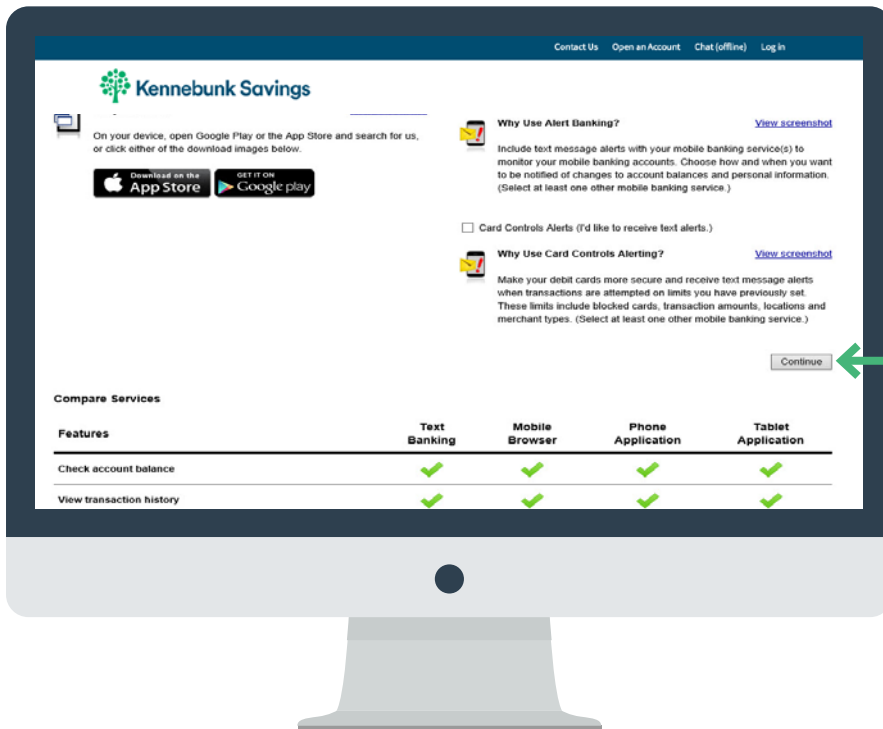 Contact Us Open an Account Chat (offline) Log in
Kennebunk Savings
On your device, open Google Play or the App Store and search for us,
or click either of the download images below.
Download on the
App Store
GET IT ON
Google play
Why Use Alert Banking? View screenshot
Include text message alerts with your mobile banking service(s) to
monitor your mobile banking accounts. Choose how and when you want
to be notified of changes to account balances and personal information.
(Select at least one other mobile banking service.)
Card Controls Alerts (I'd like to receive text alerts.)
Why Use Card Controls Alerting? View screenshot
Make your debit cards more secure and receive text message alerts
when transactions are attempted on limits you have previously set.
These limits include blocked cards, transaction amounts, locations and
merchant types. (Select at least one other mobile banking service.)
Continue
Compare Services
Features Text Banking Mobile Browser Phone Application Tablet Application
Check account balance
View transaction history